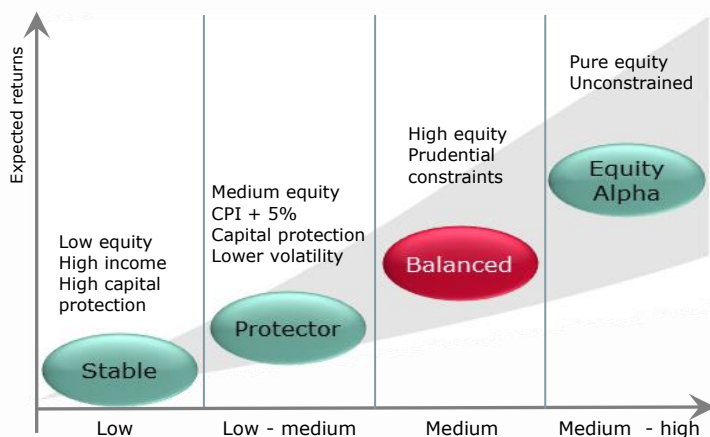 Expected returns
Pure equity
Unconstrained
High equity
Prudential
constraints
Equity
Alpha
Medium equity
CPI + 5%
Capital protection
Lower volatility
Low equity
High income
High capital
protection
Balanced
Protector
Stable
Low
Low - medium
Medium
Medium - high